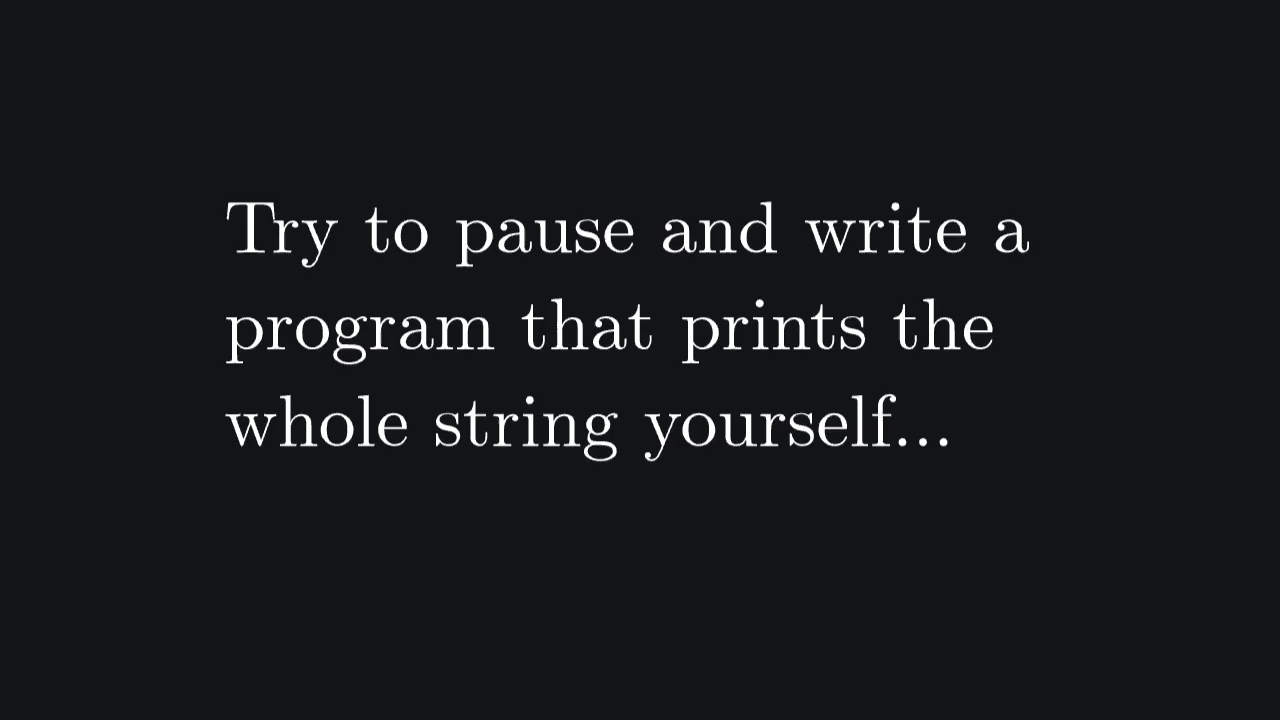 Try to pause and write a
program that prints the
whole string yourself...